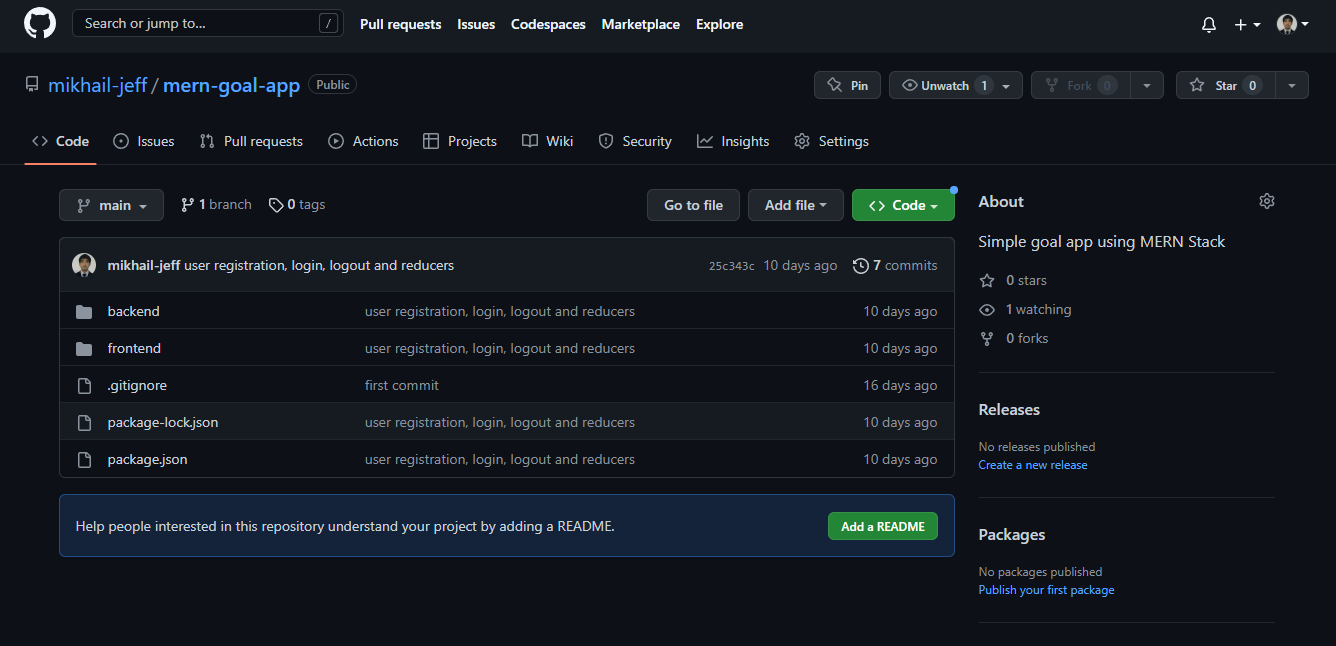 Search or jump to... / Pull requests Issues Codespaces Marketplace Explore
mikhail-jeff / mern-goal-app Public Pin Unwatch 1 Fork 0 Star 0
Code Issues Pull requests Actions Projects Wiki Security Insights Settings
main 1 branch 0 tags Go to file Add file Code
mikhail-jeff user registration, login, logout and reducers 25c343c 10 days ago 7 commits
backend user registration, login, logout and reducers 10 days ago
frontend user registration, login, logout and reducers 10 days ago
.gitignore first commit 16 days ago
package-lock.json user registration, login, logout and reducers 10 days ago
package.json user registration, login, logout and reducers 10 days ago
Help people interested in this repository understand your project by adding a README. Add a README
About
Simple goal app using MERN Stack
0 stars
1 watching
0 forks
Releases
No releases published
Create a new release
Packages
No packages published
Publish your first package